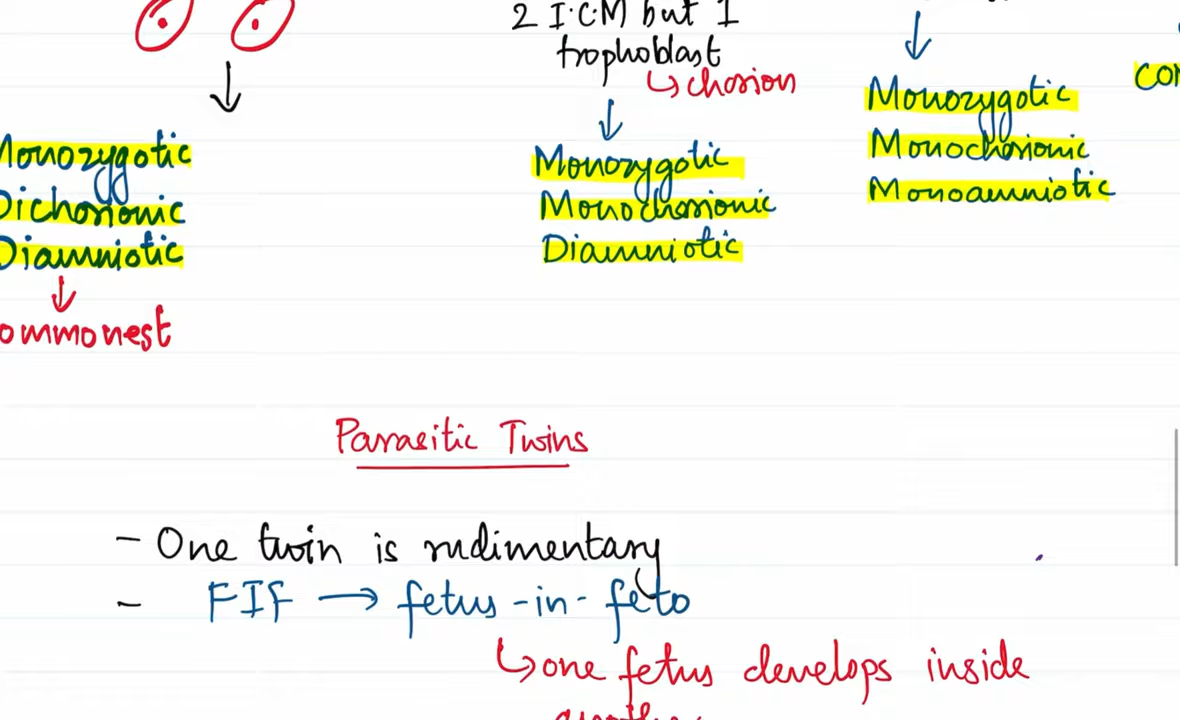 2 I.C.M but 1
trophoblast
↳ chorion
Monozygotic
Dichorionic
Diamniotic
ommonest
Monozygotic
Monochorionic
Diamniotic
Monozygotic
Monochorionic
Monoamniotic
CON
Parasitic Twins
- One twin is rudimentary
- FIF → fetus-in-feto
↳ one fetus develops inside